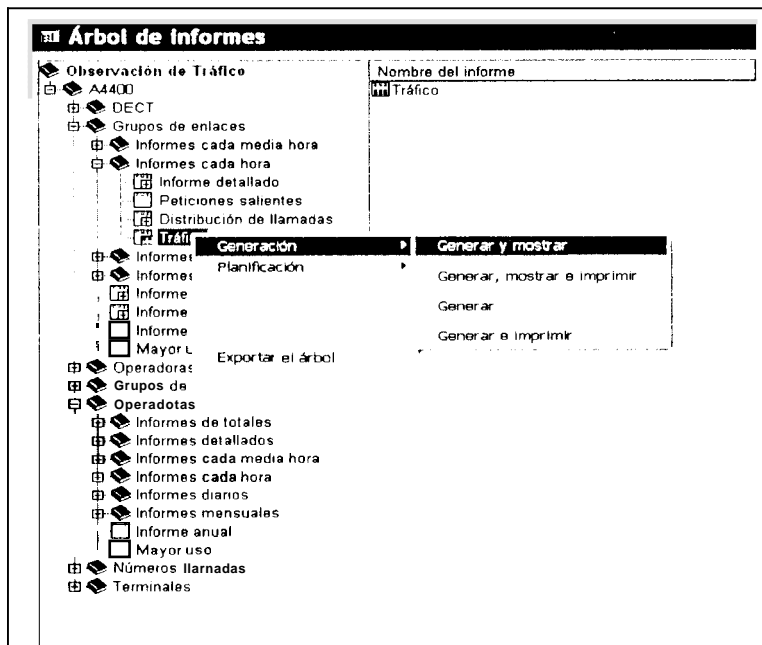 Árbol de informes
Observación de Tráfico
Nombre del informe
A4400
Tráfico
DECT
Grupos de enlaces
Informes cada media hora
Informes cada hora
Informe detallado
Peticiones salientes
Distribución de llamadas
Tráfi
Generación
Generar y mostrar
Informes
Planificación
Informes
Generar, mostrar e imprimir
Informe
Informe
Generar
Informe
Generar e imprimir
Mayor u
Exportar el árbol
Operadoras
Grupos de
Operadotas
Informes de totales
Informes detallados
Informes cada media hora
Informes cada hora
Informes diarios
Informes mensuales
Informe anual
Mayor uso
Números llarnadas
Terminales